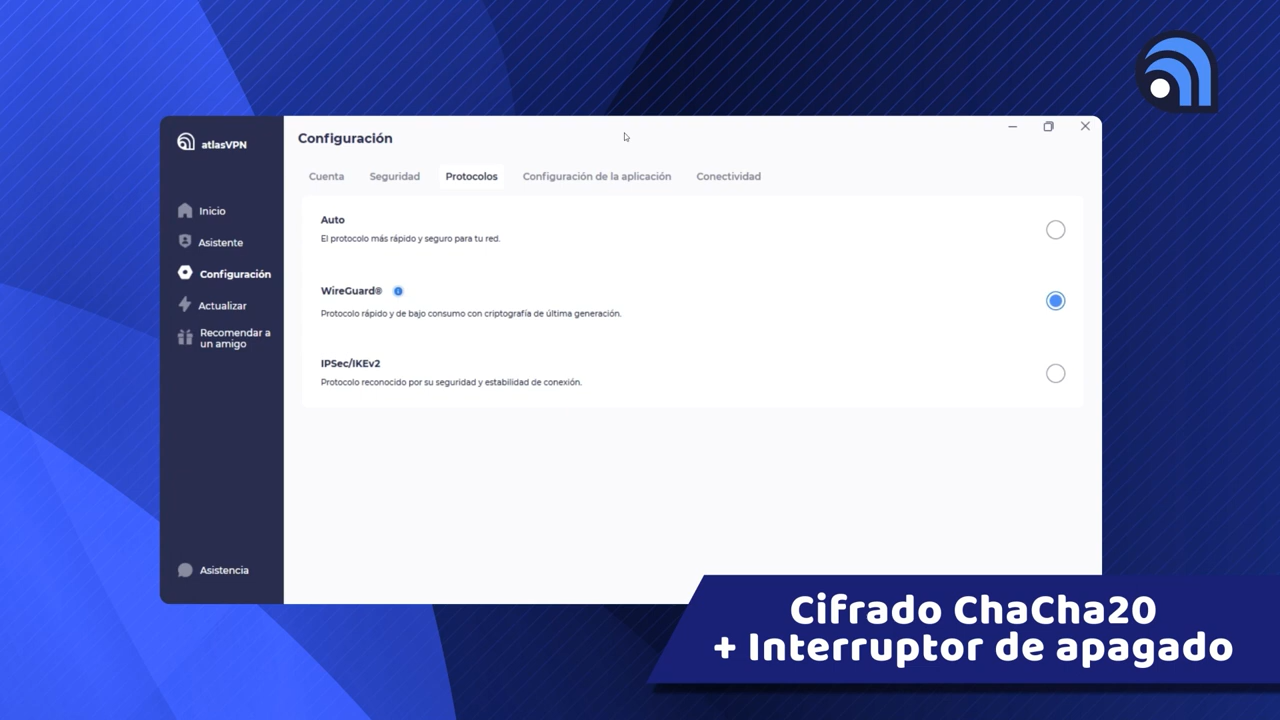 atlasVPN
Inicio
Asistente
Configuración
Actualizar
Recomendar a
un amigo
Asistencia
Configuración
Cuenta
Seguridad
Protocolos
Configuración de la aplicación
Conectividad
Auto
El protocolo más rápido y seguro para tu red.
WireGuard®
Protocolo rápido y de bajo consumo con criptografía de última generación.
IPSec/IKEv2
Protocolo reconocido por su seguridad y estabilidad de conexión.
Cifrado ChaCha20
+ Interruptor de apagado